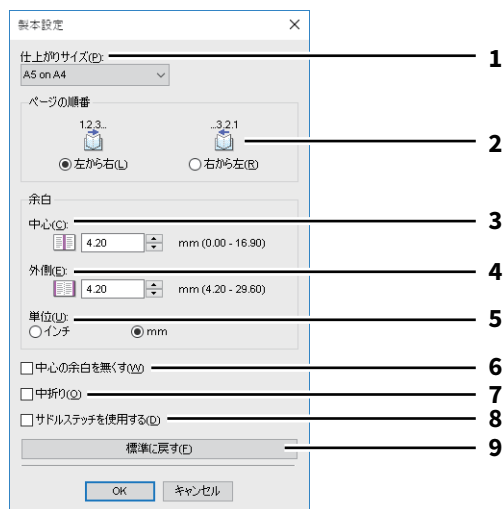 製本設定
仕上がりサイズ(P):
1
A5 on A4
ページの順番
1.2.3... ...3.2.1
2
左から右(L) 右から左(R)
余白
3
中心(C):
4.20 mm (0.00 - 16.90)
外側(E):
4
4.20 mm (4.20 - 29.60)
単位(U):
5
インチ mm
中心の余白を無くす(W)
6
中折り(O)
7
サドルステッチを使用する(D)
8
標準に戻す(F)
9
OK キャンセル